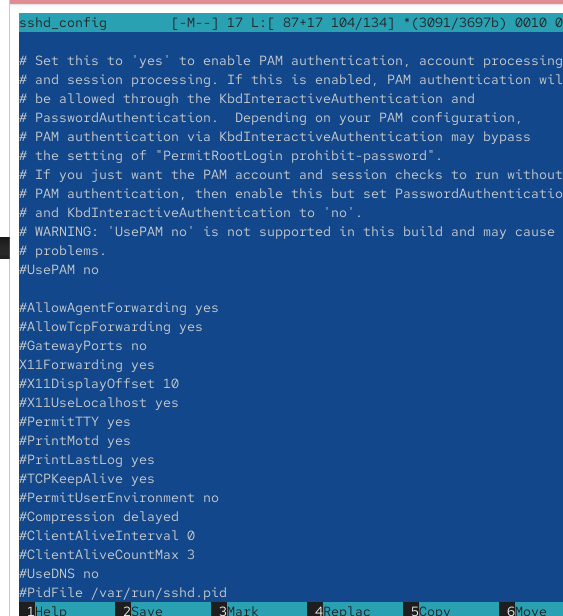 sshd_config [-M--] 17 L:[ 87+17 104/134] *(3091/3697b) 0010 0
# Set this to 'yes' to enable PAM authentication, account processing
# and session processing. If this is enabled, PAM authentication wil
# be allowed through the KbdInteractiveAuthentication and
# PasswordAuthentication.  Depending on your PAM configuration,
# PAM authentication via KbdInteractiveAuthentication may bypass
# the setting of "PermitRootLogin prohibit-password".
# If you just want the PAM account and session checks to run without
# PAM authentication, then enable this but set PasswordAuthenticatio
# and KbdInteractiveAuthentication to 'no'.
# WARNING: 'UsePAM no' is not supported in this build and may cause
# problems.
#UsePAM no
#AllowAgentForwarding yes
#AllowTcpForwarding yes
#GatewayPorts no
X11Forwarding yes
#X11DisplayOffset 10
#X11UseLocalhost yes
#PermitTTY yes
#PrintMotd yes
#PrintLastLog yes
#TCPKeepAlive yes
#PermitUserEnvironment no
#Compression delayed
#ClientAliveInterval 0
#ClientAliveCountMax 3
#UseDNS no
#PidFile /var/run/sshd.pid
1Help 2Save 3Mark 4Replac 5Copy 6Move